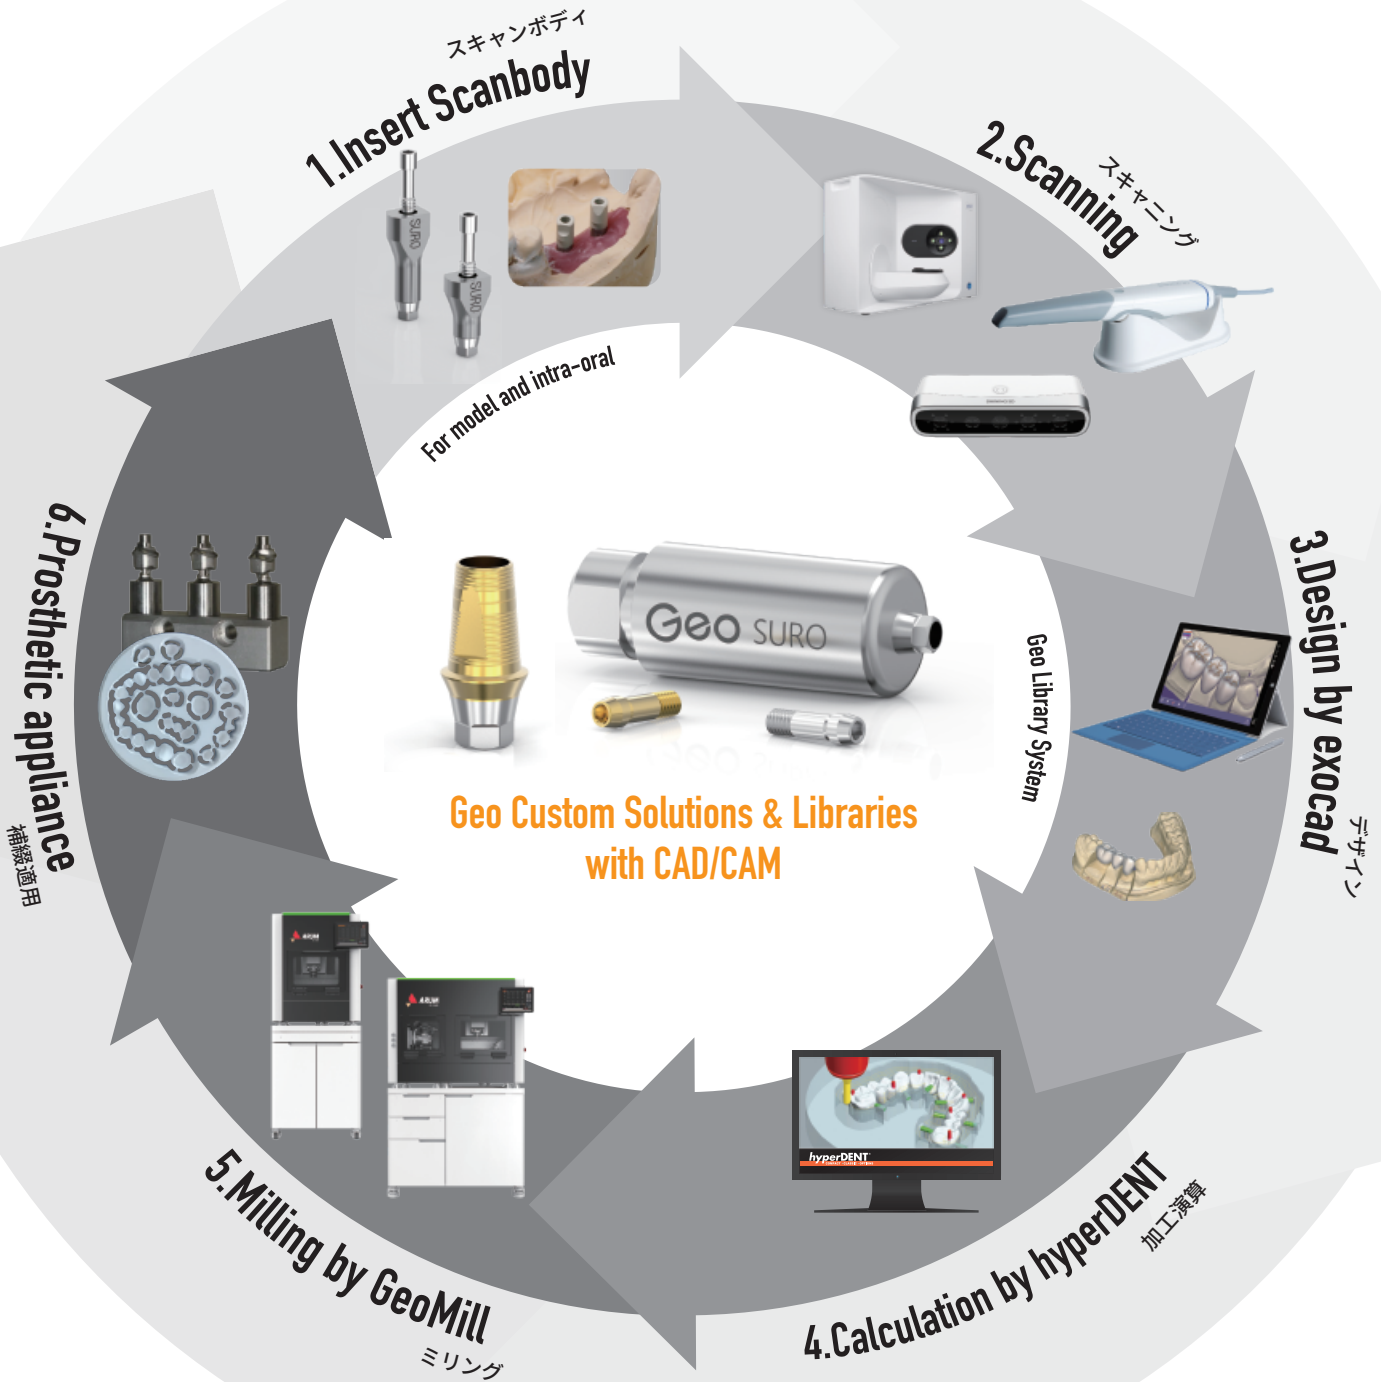 スキャンボディ
1.Insert Scanbody
SURO
SURO
For model and intra-oral
2.Scanning
スキャニング
3.Design by exocad
デザイン
Geo Library System
Geo SURO
Geo Custom Solutions & Libraries
with CAD/CAM
hyperDENT
4.Calculation by hyperDENT
加工演算
ARUM
ARUM
5.Milling by GeoMill
ミリング
6.Prosthetic appliance
補綴適用